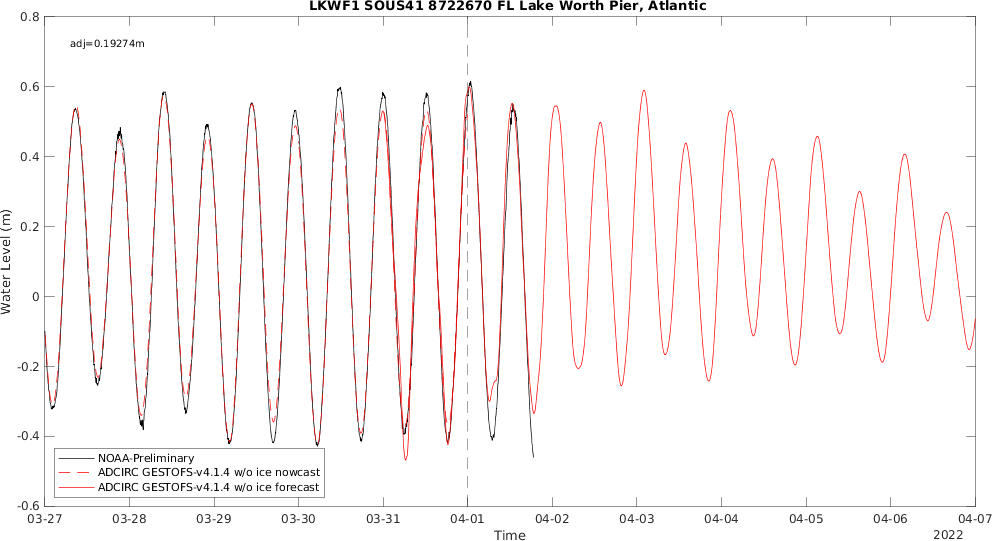 LKWF1 SOUS41 8722670 FL Lake Worth Pier, Atlantic
adj=0.19274m
0.8
0.6
0.4
0.2
0
-0.2
-0.4
-0.6
Water Level (m)
NOAA-Preliminary
ADCIRC GESTOFS-v4.1.4 w/o ice nowcast
ADCIRC GESTOFS-v4.1.4 w/o ice forecast
03-27 03-28 03-29 03-30 03-31 04-01 04-02 04-03 04-04 04-05 04-06 04-07
Time
2022